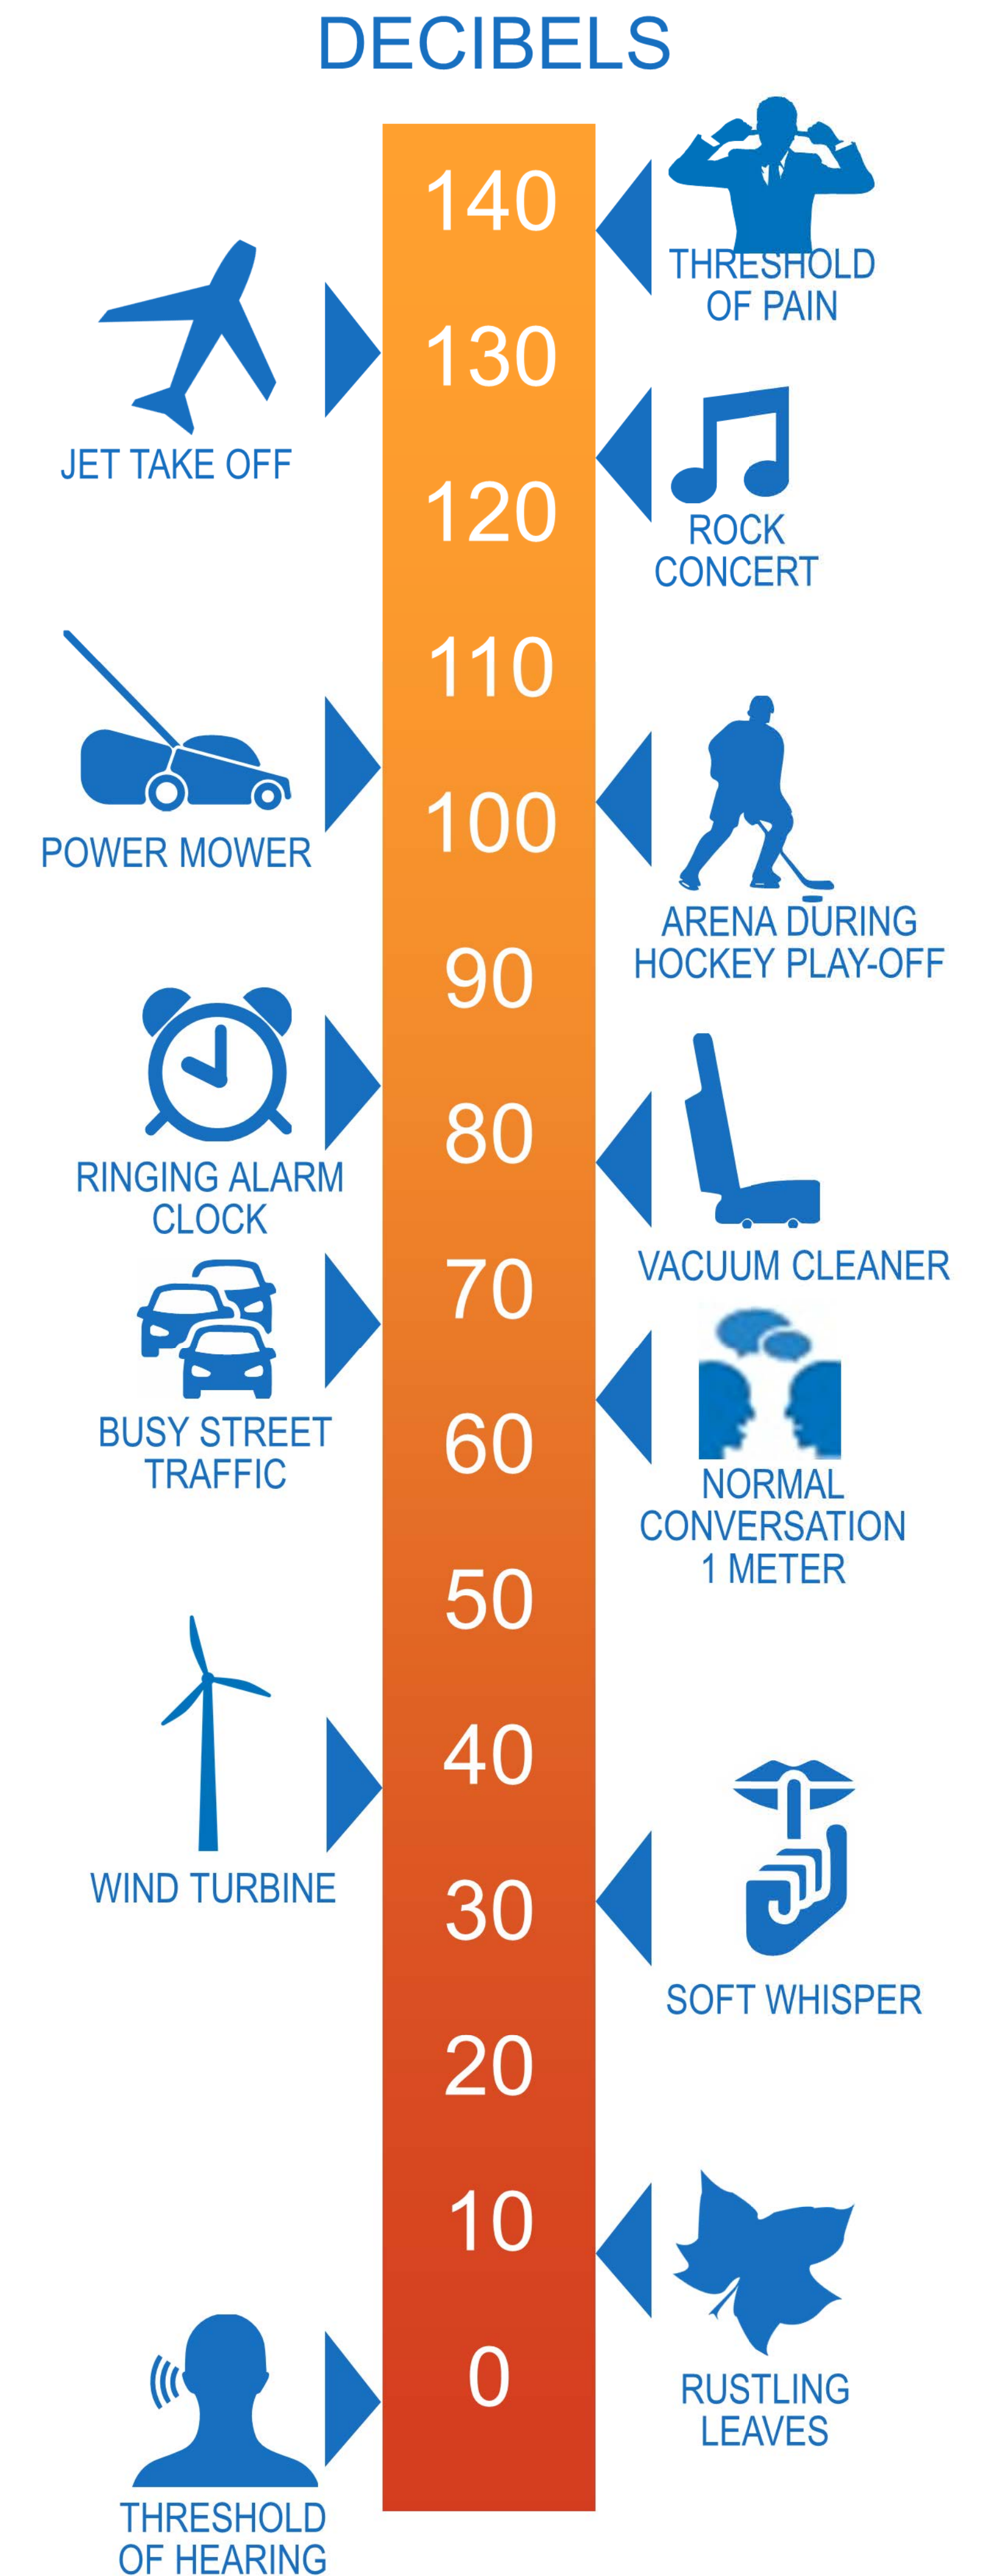 DECIBELS
140
THRESHOLD
OF PAIN
130
JET TAKE OFF
120
ROCK
CONCERT
110
100
POWER MOWER
ARENA DURING
HOCKEY PLAY-OFF
90
80
RINGING ALARM
CLOCK
VACUUM CLEANER
70
BUSY STREET
TRAFFIC
60
NORMAL
CONVERSATION
1 METER
50
40
WIND TURBINE
30
SOFT WHISPER
20
10
0
RUSTLING
LEAVES
THRESHOLD
OF HEARING